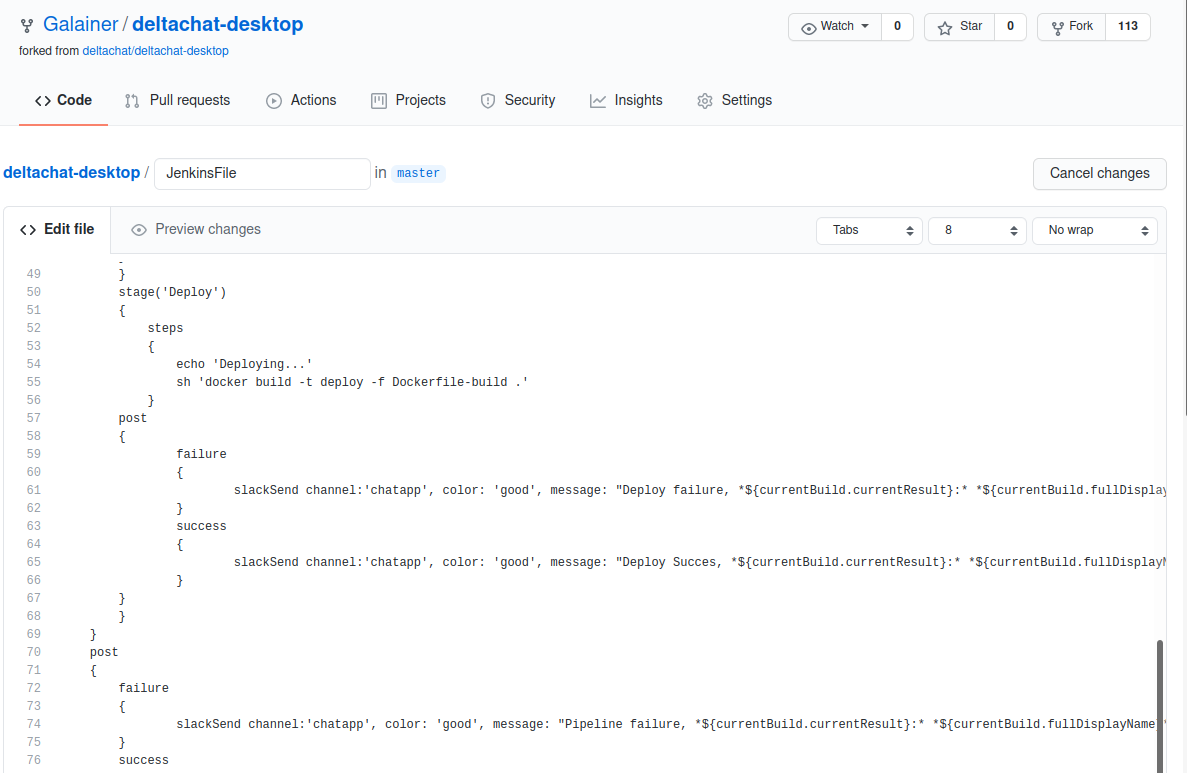 Galainer / deltachat-desktop
Watch 0 Star 0 Fork 113
forked from deltachat/deltachat-desktop
Code Pull requests Actions Projects Security Insights Settings
deltachat-desktop / JenkinsFile in master Cancel changes
Edit file Preview changes Tabs 8 No wrap
49 }
50 stage('Deploy')
51 {
52 steps
53 {
54 echo 'Deploying...'
55 sh 'docker build -t deploy -f Dockerfile-build .'
56 }
57 post
58 {
59 failure
60 {
61 slackSend channel:'chatapp', color: 'good', message: "Deploy failure, *${currentBuild.currentResult}:* *${currentBuild.fullDisplay
62 }
63 success
64 {
65 slackSend channel:'chatapp', color: 'good', message: "Deploy Succes, *${currentBuild.currentResult}:* *${currentBuild.fullDisplay
66 }
67 }
68 }
69 }
70 post
71 {
72 failure
73 {
74 slackSend channel:'chatapp', color: 'good', message: "Pipeline failure, *${currentBuild.currentResult}:* *${currentBuild.fullDisplayName
75 }
76 success